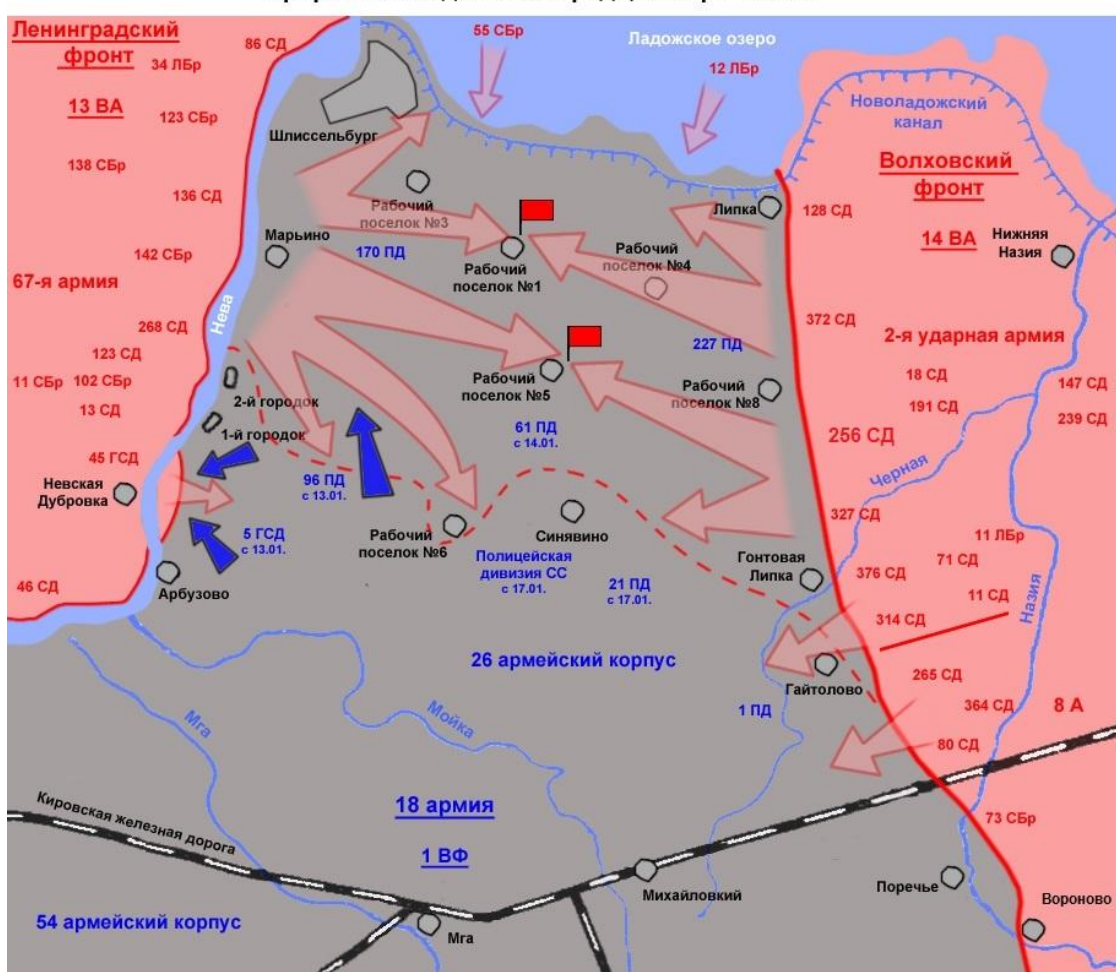 Ленинградский
фронт
86 СД
34 ЛБр
13 ВА
123 СБр
138 СБр
136 СД
142 СБр
67-я армия
268 СД
123 СД
11 СБр
102 СБр
13 СД
45 ГСД
Невская
Дубровка
46 СД
Нева
55 СБр
Ладожское озеро
12 ЛБр
Новоладожский
канал
Шлиссельбург
Волховский
фронт
14 ВА
Рабочий
поселок №3
Липка
128 СД
Нижняя
Назия
Марьино
170 ПД
Рабочий
поселок №1
Рабочий
поселок №4
372 СД
2-я ударная армия
227 ПД
18 СД
147 СД
191 СД
239 СД
Рабочий
поселок №5
Рабочий
поселок №8
2-й городок
1-й городок
61 ПД
с 14.01.
256 СД
Черная
96 ПД
с 13.01.
5 ГСД
с 13.01.
Рабочий
поселок №6
Синявино
327 СД
11 ЛБр
Полицейская
дивизия СС
с 17.01.
21 ПД
с 17.01.
Гонтовая
Липка
376 СД
71 СД
11 СД
Назия
Арбузово
314 СД
26 армейский корпус
Гайтолово
265 СД
364 СД
8 А
1 ПД
80 СД
Мга
Мойка
18 армия
1 ВФ
73 СБр
Кировская железная дорога
Михайловкий
Поречье
Вороново
54 армейский корпус
Мга